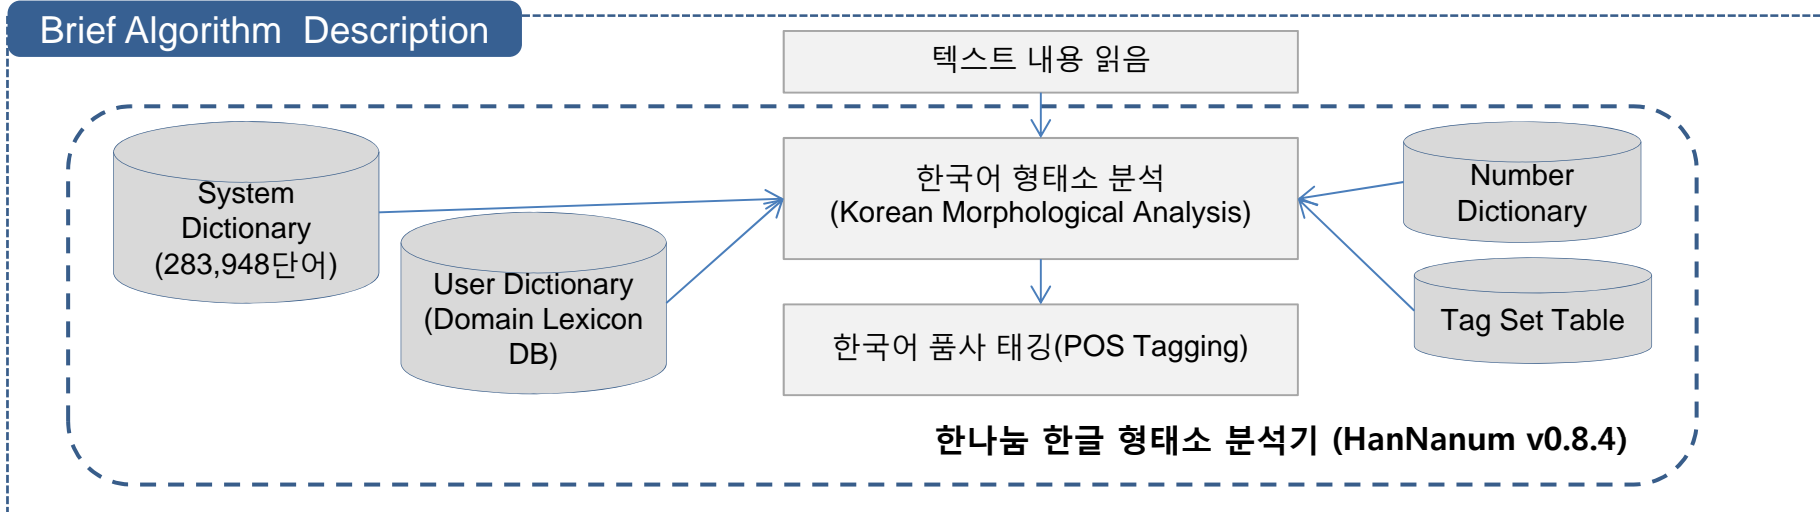 Brief Algorithm  Description
텍스트 내용 읽음
System
Dictionary
(283,948단어)
User Dictionary
(Domain Lexicon
DB)
한국어 형태소 분석
(Korean Morphological Analysis)
Number
Dictionary
Tag Set Table
한국어 품사 태깅(POS Tagging)
한나눔 한글 형태소 분석기 (HanNanum v0.8.4)